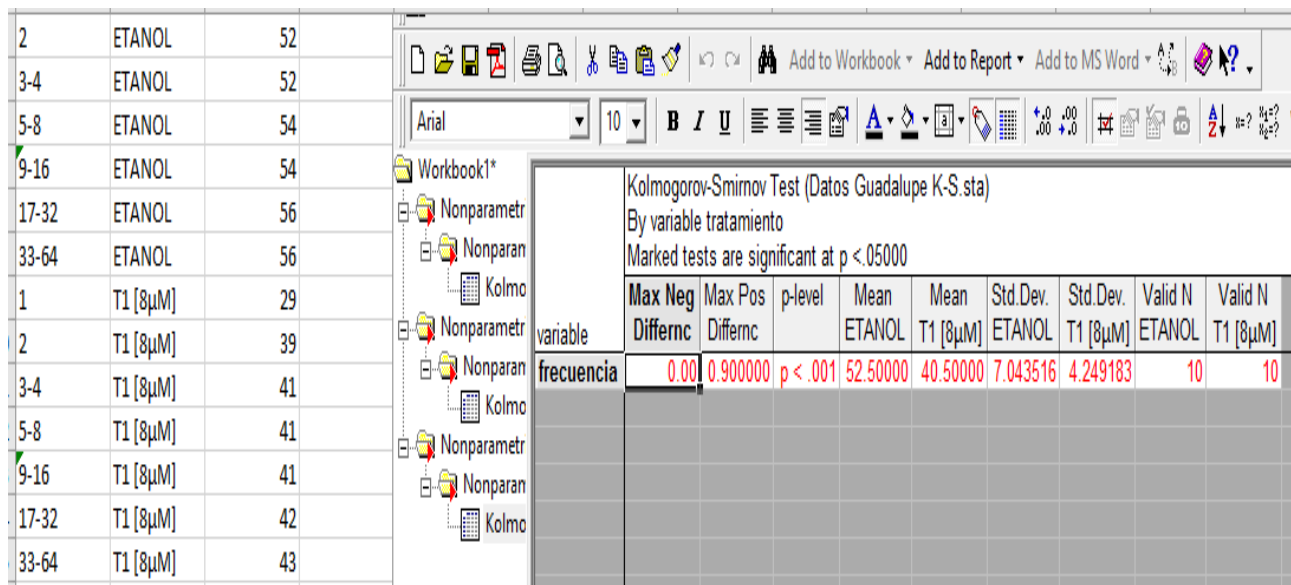 2 ETANOL 52
3-4 ETANOL 52
5-8 ETANOL 54
9-16 ETANOL 54
17-32 ETANOL 56
33-64 ETANOL 56
1 T1 [8µM] 29
2 T1 [8µM] 39
3-4 T1 [8µM] 41
5-8 T1 [8µM] 41
9-16 T1 [8µM] 41
17-32 T1 [8µM] 42
33-64 T1 [8µM] 43
Add to Workbook Add to Report Add to MS Word
Arial 10 B I U
Workbook1*
Nonparametr
Nonparam
Kolmo
Nonparametr
Nonparam
Kolmo
Nonparametr
Nonparam
Kolmo
Kolmogorov-Smirnov Test (Datos Guadalupe K-S.sta)
By variable tratamiento
Marked tests are significant at p <.05000
Max Neg Max Pos p-level Mean Mean Std.Dev. Std.Dev. Valid N Valid N
variable Differnc Differnc ETANOL T1 [8µM] ETANOL T1 [8µM] ETANOL T1 [8µM]
frecuencia 0.00 0.900000 p < .001 52.50000 40.50000 7.043516 4.249183 10 10